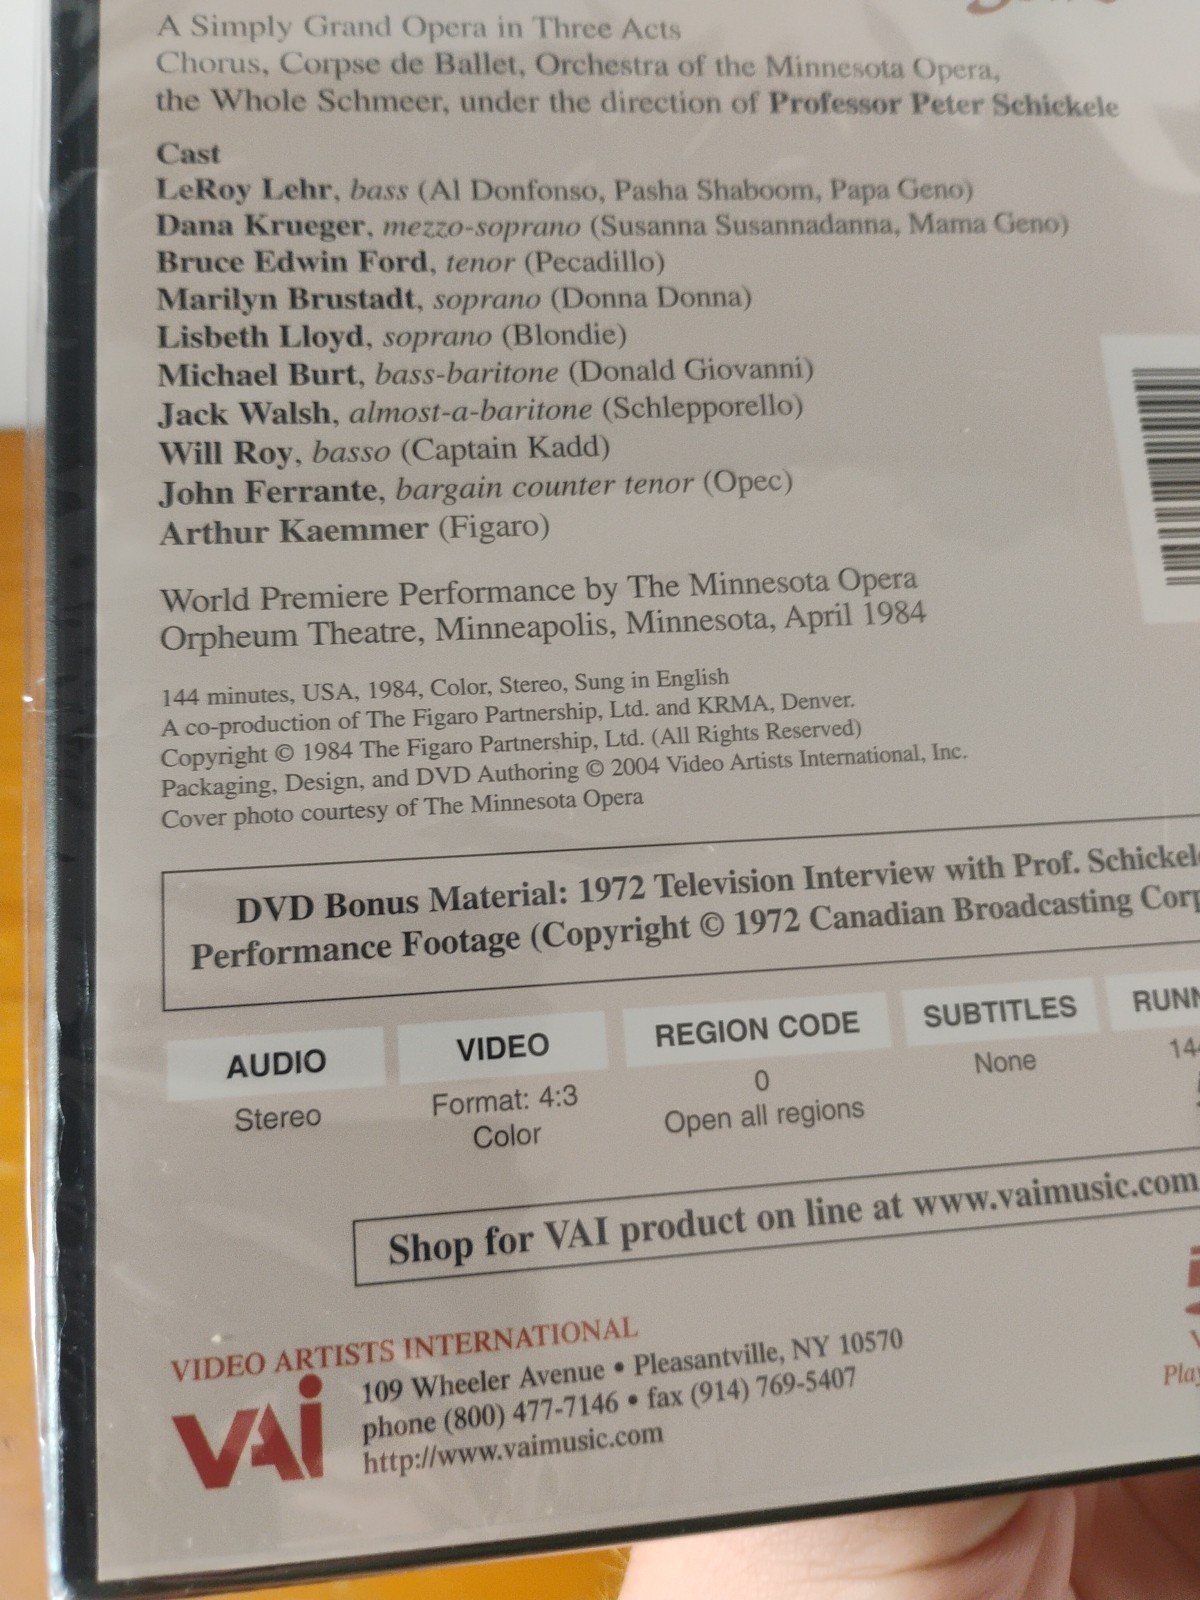 A Simply Grand Opera in Three Acts
Chorus, Corpse de Ballet, Orchestra of the Minnesota Opera,
the Whole Schmeer, under the direction of Professor Peter Schickele
Cast
LeRoy Lehr, bass (Al Donfonso, Pasha Shaboom, Papa Geno)
Dana Krueger, mezzo-soprano (Susanna Susannadanna, Mama Geno)
Bruce Edwin Ford, tenor (Pecadillo)
Marilyn Brustadt, soprano (Donna Donna)
Lisbeth Lloyd, soprano (Blondie)
Michael Burt, bass-baritone (Donald Giovanni)
Jack Walsh, almost-a-baritone (Schlepporello)
Will Roy, basso (Captain Kadd)
John Ferrante, bargain counter tenor (Opec)
Arthur Kaemmer (Figaro)
World Premiere Performance by The Minnesota Opera
Orpheum Theatre, Minneapolis, Minnesota, April 1984
144 minutes, USA, 1984, Color, Stereo, Sung in English
A co-production of The Figaro Partnership, Ltd. and KRMA, Denver.
Copyright © 1984 The Figaro Partnership, Ltd. (All Rights Reserved)
Packaging, Design, and DVD Authoring © 2004 Video Artists International, Inc.
Cover photo courtesy of The Minnesota Opera
DVD Bonus Material: 1972 Television Interview with Prof. Schickele
Performance Footage (Copyright © 1972 Canadian Broadcasting Corp
AUDIO
Stereo
VIDEO
Format: 4:3
Color
REGION CODE
0
Open all regions
SUBTITLES
None
RUNN
14
Shop for VAI product on line at www.vaimusic.com
VIDEO ARTISTS INTERNATIONAL
VAI
109 Wheeler Avenue • Pleasantville, NY 10570
phone (800) 477-7146 • fax (914) 769-5407
http://www.vaimusic.com
Play